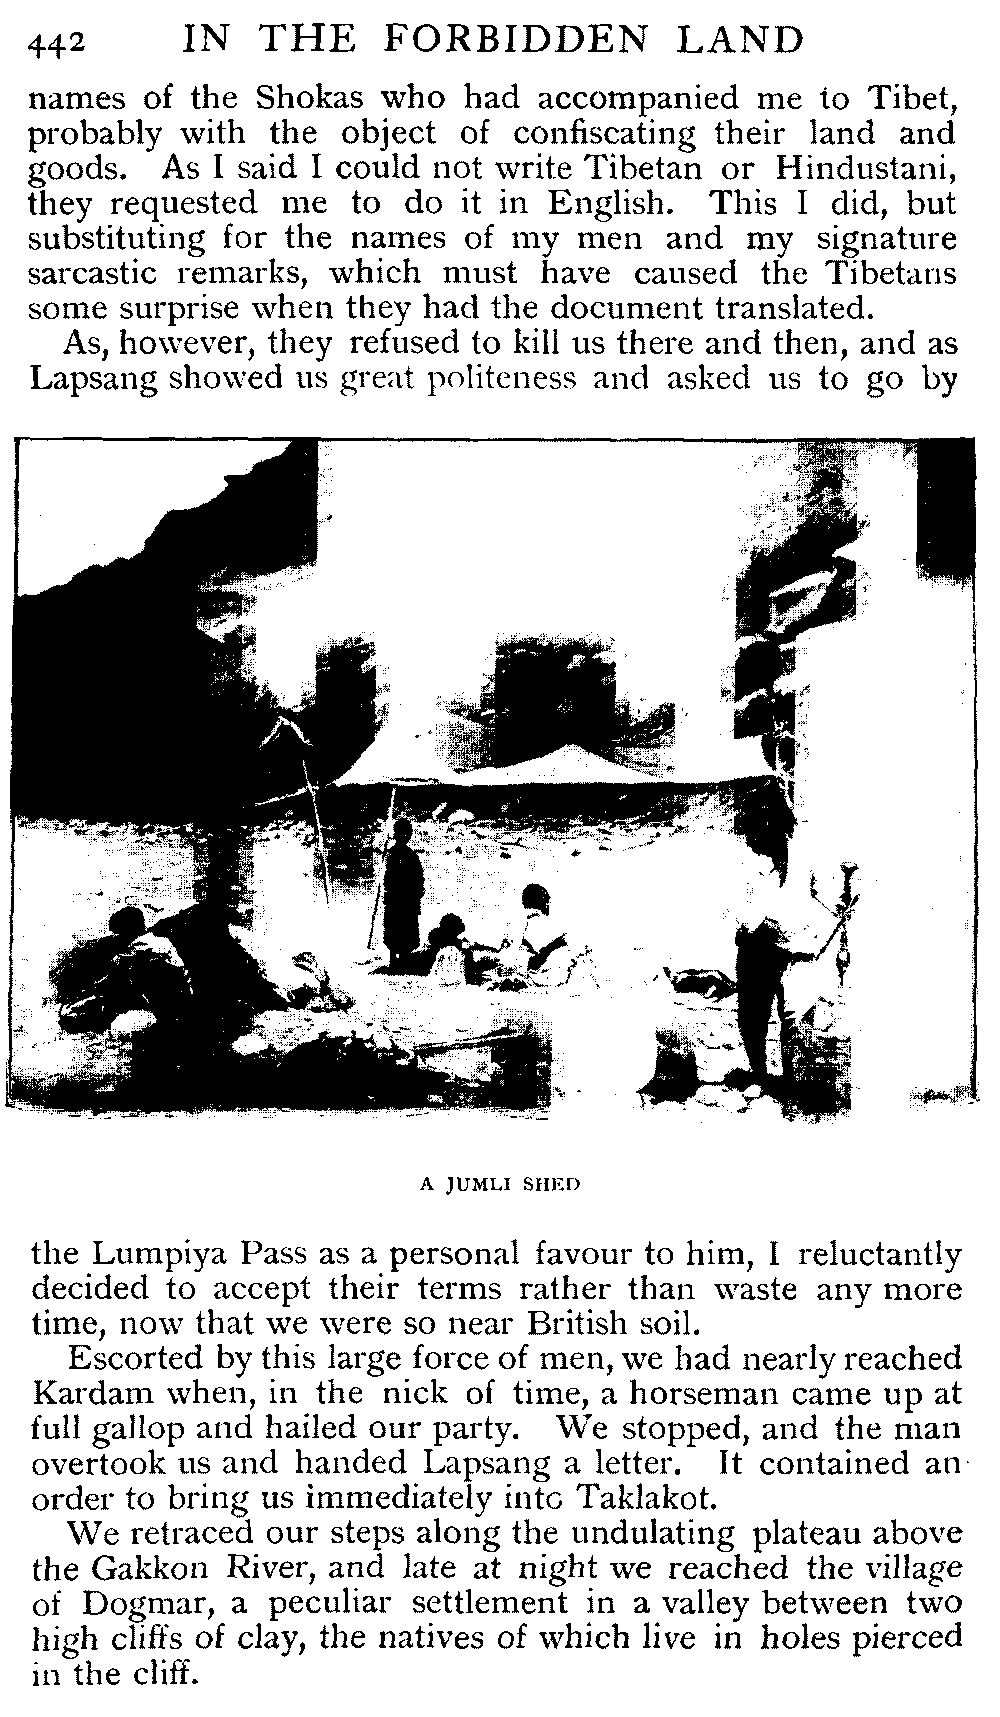 442 IN THE FORBIDDEN LAND
names of the Shokas who had accompanied me to Tibet,
probably with the object of confiscating their land and
goods. As I said I could not write Tibetan or Hindustani,
they requested me to do it in English. This I did, but
substituting for the names of my men and my signature
sarcastic remarks, which must have caused the Tibetans
some surprise when they had the document translated.
As, however, they refused to kill us there and then, and as
Lapsang showed us great politeness and asked us to go by
A JUMLI SHED
the Lumpiya Pass as a personal favour to him, I reluctantly
decided to accept their terms rather than waste any more
time, now that we were so near British soil.
Escorted by this large force of men, we had nearly reached
Kardam when, in the nick of time, a horseman came up at
full gallop and hailed our party. We stopped, and the man
overtook us and handed Lapsang a letter. It contained an
order to bring us immediately into Taklakot.
We retraced our steps along the undulating plateau above
the Gakkon River, and late at night we reached the village
of Dogmar, a peculiar settlement in a valley between two
high cliffs of clay, the natives of which live in holes pierced
in the cliff.